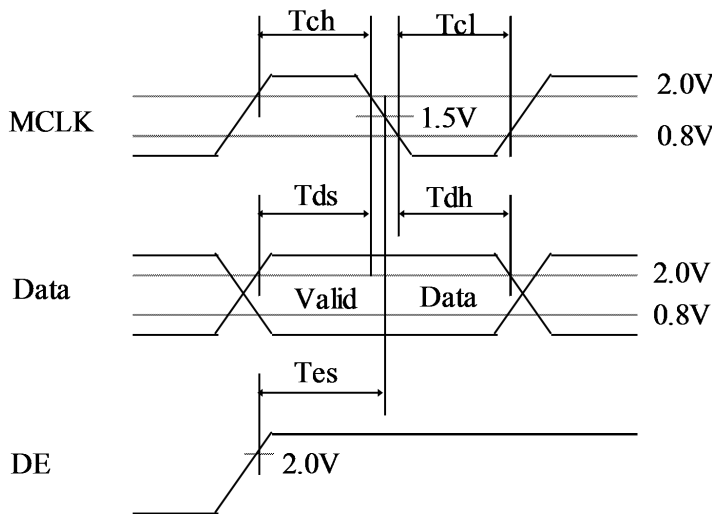 Tch Tcl
2.0V
MCLK 1.5V
0.8V
Tds Tdh
2.0V
Data Valid Data
0.8V
Tes
DE 2.0V